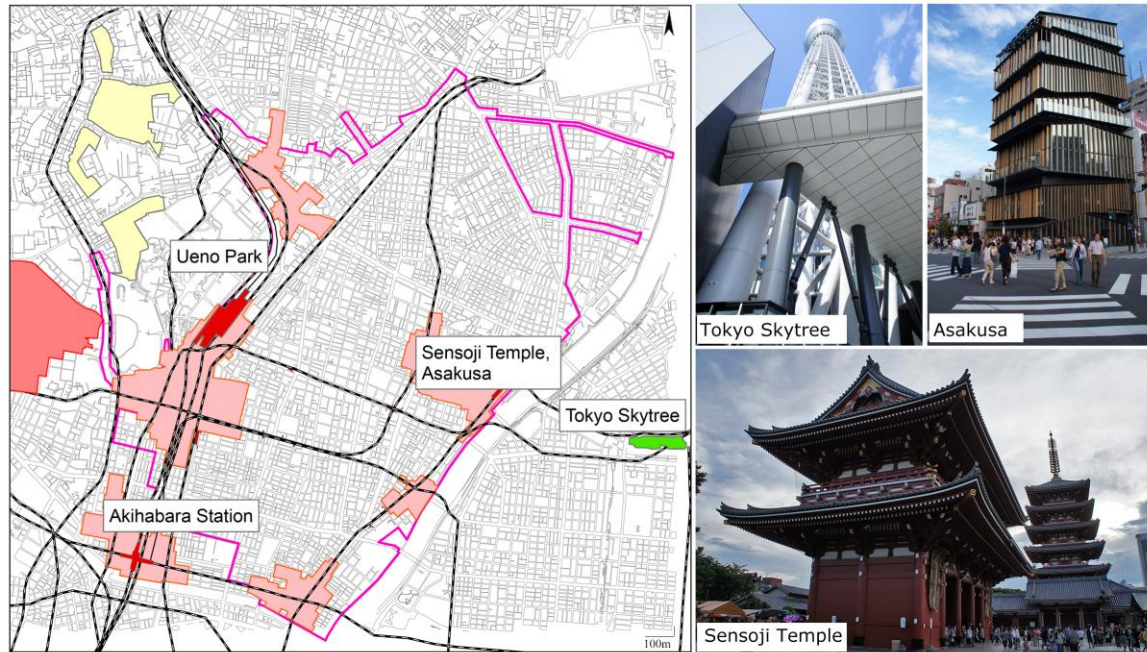 Ueno Park
Sensoji Temple,
Asakusa
Tokyo Skytree
Akihabara Station
100m
Tokyo Skytree
Asakusa
Sensoji Temple